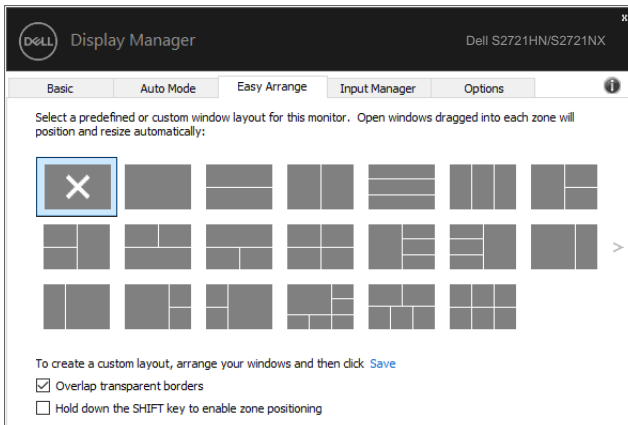 x
DELL Display Manager Dell S2721HN/S2721NX
Basic Auto Mode Easy Arrange Input Manager Options
Select a predefined or custom window layout for this monitor. Open windows dragged into each zone will
position and resize automatically:
To create a custom layout, arrange your windows and then click Save
Overlap transparent borders
Hold down the SHIFT key to enable zone positioning